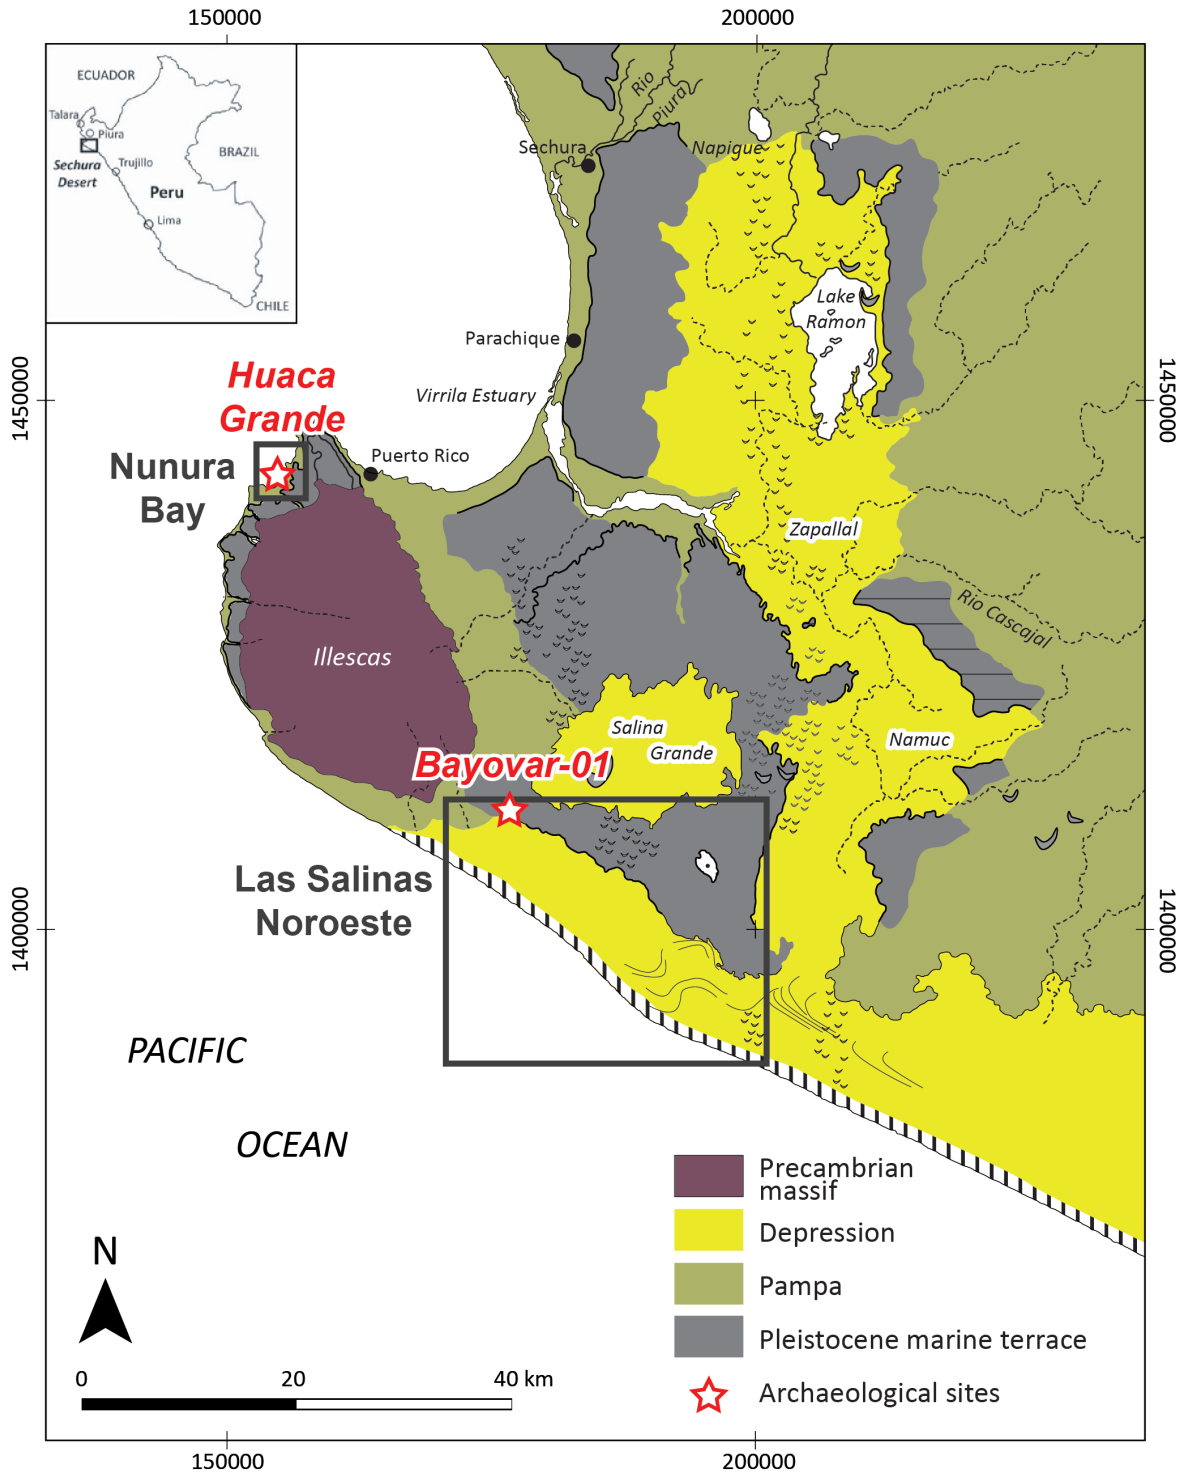 150000
200000
ECUADOR
Talara
Piura
BRAZIL
Sechura
Desert
Trujillo
Peru
Lima
CHILE
Rio
Piura
Sechura
Napique
Lake
Ramon
Parachique
Virrila Estuary
1450000
1450000
Huaca
Grande
Puerto Rico
Nunura
Bay
Zapallal
Rio Cascajal
Illescas
Salina
Grande
Namuc
Bayovar-01
Las Salinas
Noroeste
1400000
1400000
PACIFIC
OCEAN
Precambrian
massif
Depression
Pampa
Pleistocene marine terrace
Archaeological sites
N
0
20
40 km
150000
200000